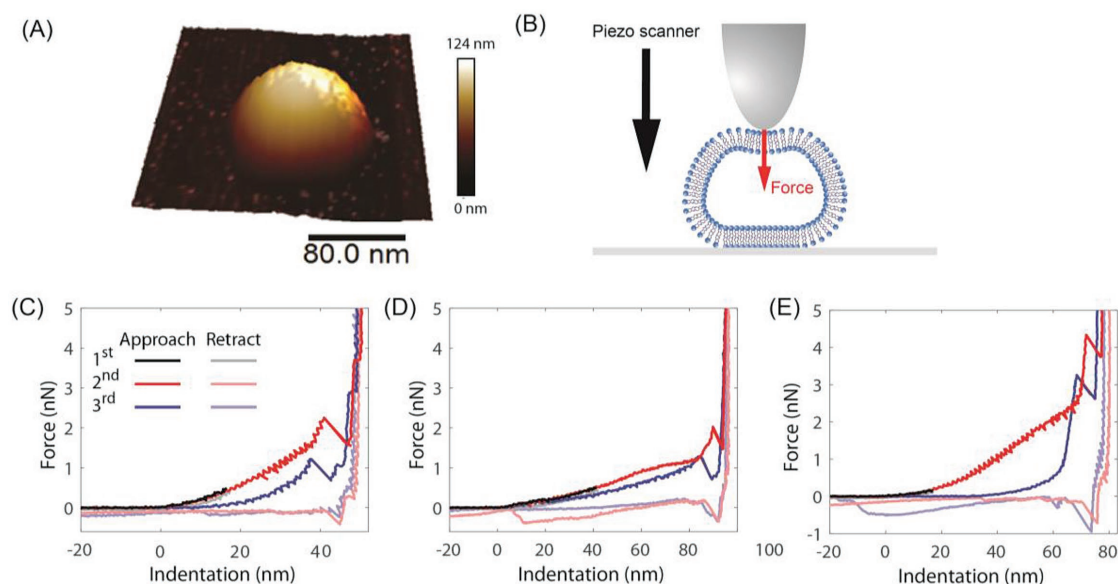 (A)
124 nm
0 nm
80.0 nm
(B)
Piezo scanner
Force
(C)
Approach Retract
1st
2nd
3rd
5
4
3
2
1
0
Force (nN)
-20 0 20 40
Indentation (nm)
(D)
5
4
3
2
1
0
Force (nN)
-20 0 20 40 60 80 100
Indentation (nm)
(E)
5
4
3
2
1
0
-1
Force (nN)
-20 0 20 40 60 80
Indentation (nm)